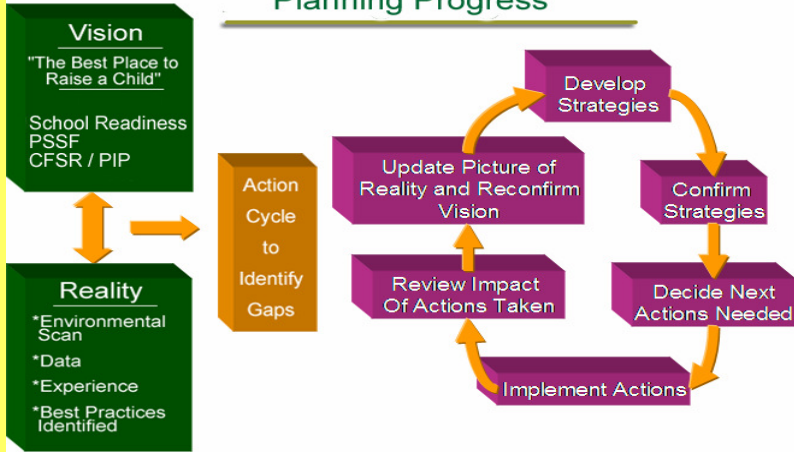 Planning Progress
Vision
"The Best Place to
Raise a Child"
School Readiness
PSSF
CFSR / PIP
Reality
*Environmental
Scan
*Data
*Experience
*Best Practices
Identified
Action
Cycle
to
Identify
Gaps
Develop
Strategies
Confirm
Strategies
Decide Next
Actions Needed
Implement Actions
Review Impact
Of Actions Taken
Update Picture of
Reality and Reconfirm
Vision